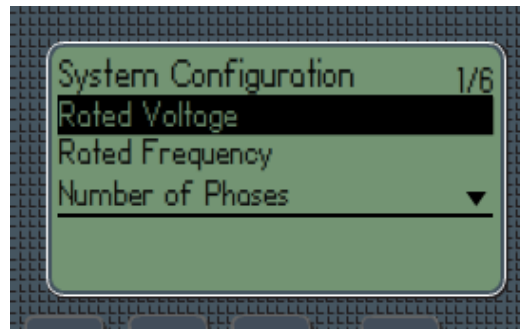 System Configuration 1/6
Rated Voltage
Rated Frequency
Number of Phases